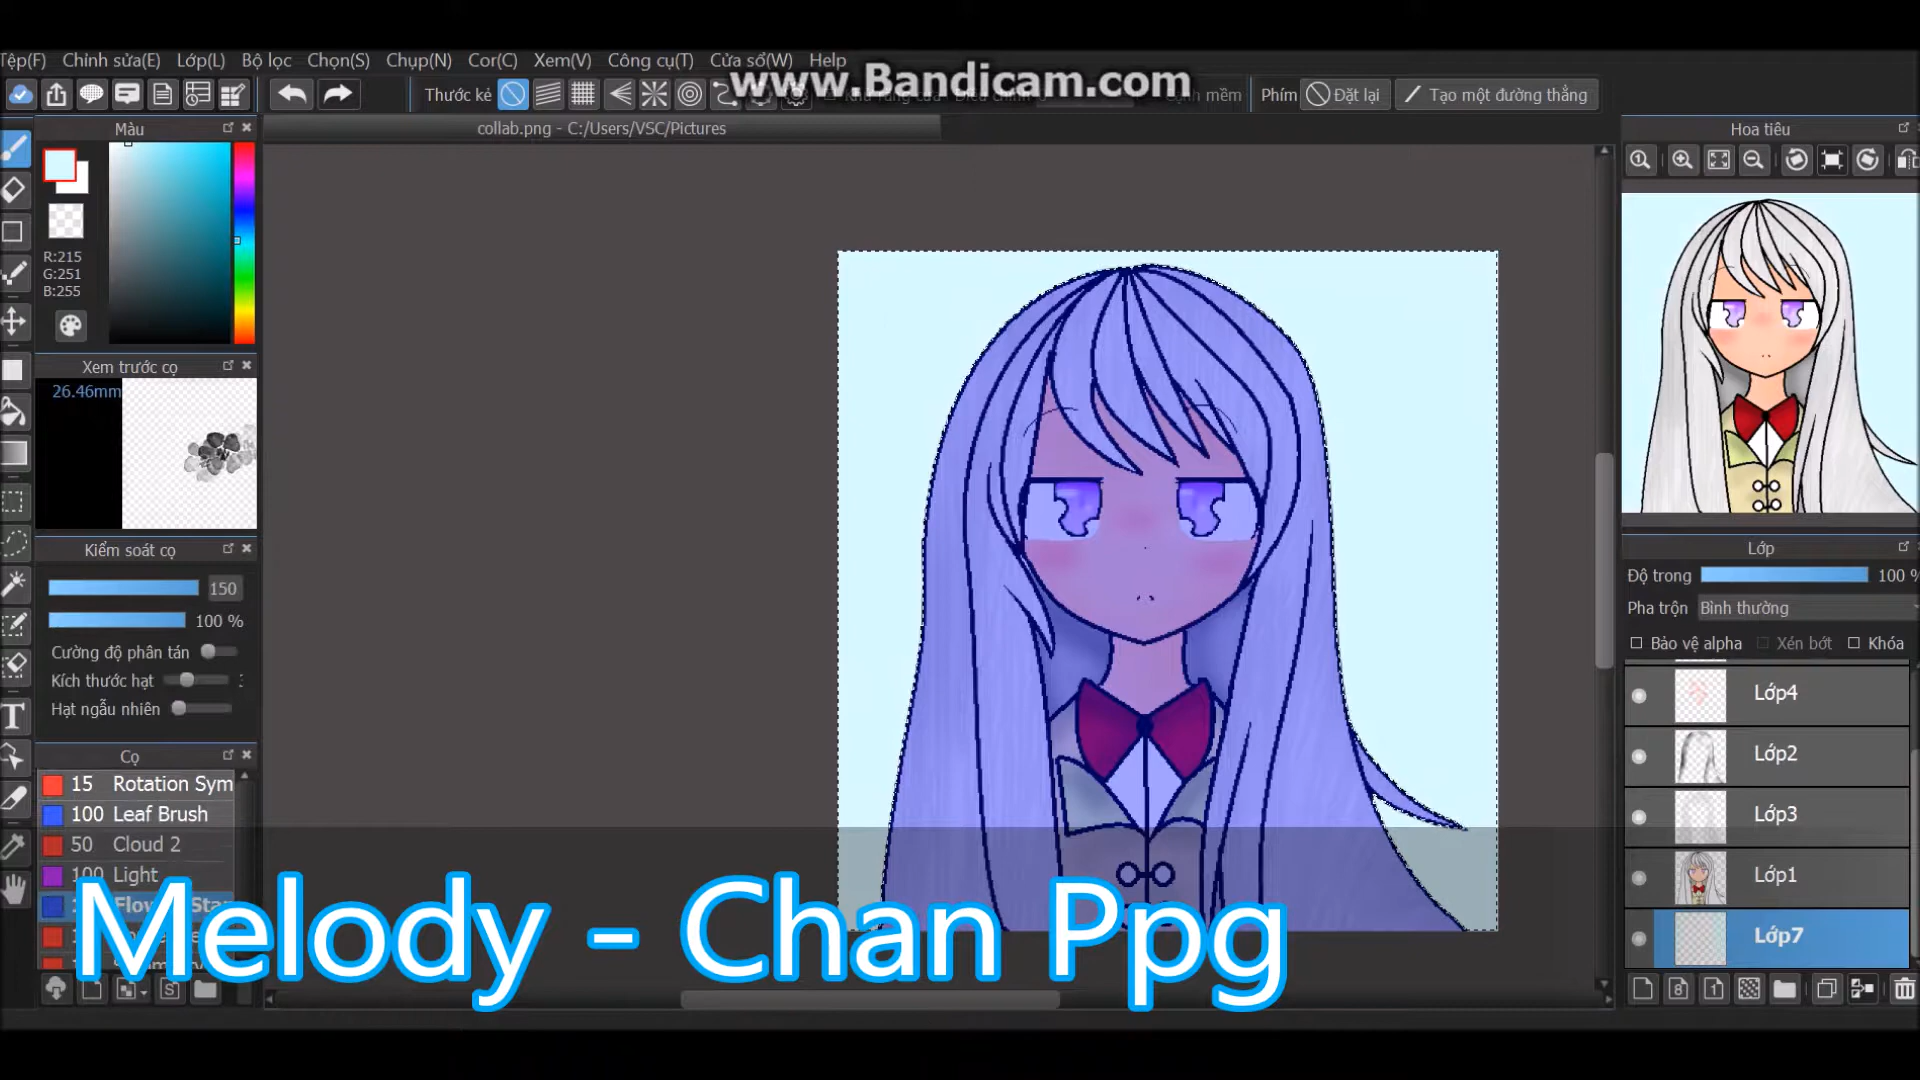 Tệp(F) Chỉnh sửa(E) Lớp(L) Bộ lọc Chọn(S) Chụp(N) Cọr(C) Xem(V) Công cụ(T) Cửa sổ(W) Help
www.Bandicam.com
Thước kẻ
mềm Phím Đặt lại Tạo một đường thẳng
Màu
collab.png - C:/Users/VSC/Pictures
Hoa tiêu
R:215
G:251
B:255
Xem trước cọ
26.46mm
Kiểm soát cọ
150
100 %
Cường độ phân tán
Kích thước hạt
Hạt ngẫu nhiên
Cọ
15 Rotation Sym
100 Leaf Brush
50 Cloud 2
100 Light
Melody - Chan Ppg
Lớp
Độ trong 100 %
Pha trộn Bình thường
Bảo vệ alpha Xén bớt Khóa
Lớp4
Lớp2
Lớp3
Lớp1
Lớp7